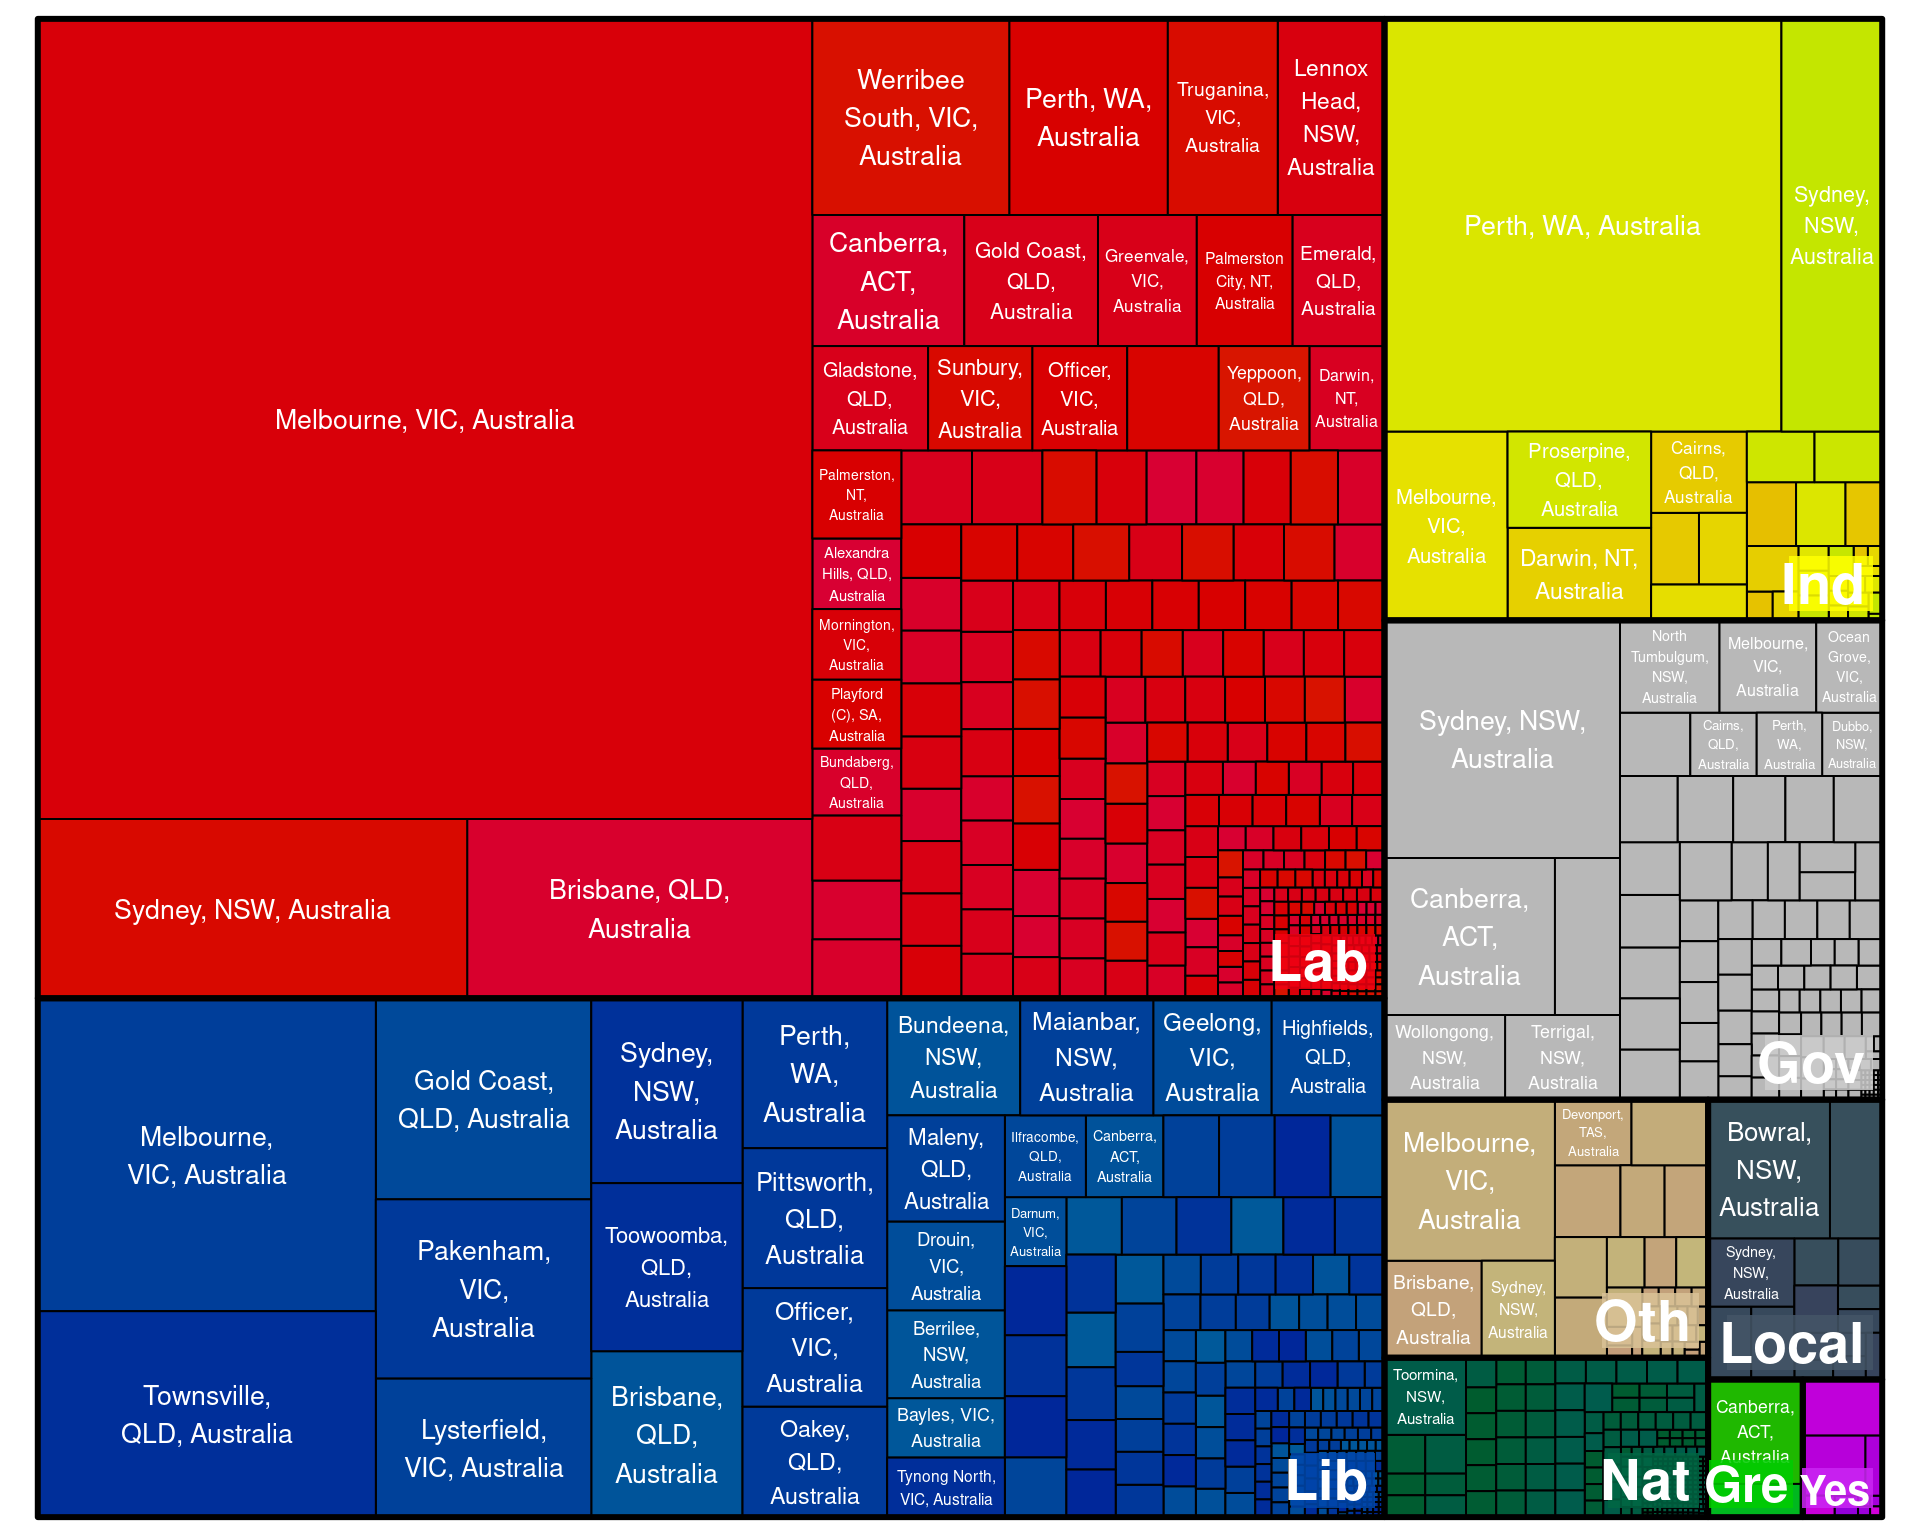 Melbourne, VIC, Australia
Sydney, NSW, Australia
Brisbane, QLD,
Australia
Werribee
South, VIC,
Australia
Perth, WA,
Australia
Truganina,
VIC,
Australia
Lennox
Head,
NSW,
Australia
Canberra,
ACT,
Australia
Gold Coast,
QLD,
Australia
Greenvale,
VIC,
Australia
Palmerston
City, NT,
Australia
Emerald,
QLD,
Australia
Gladstone,
QLD,
Australia
Sunbury,
VIC,
Australia
Officer,
VIC,
Australia
Yeppoon,
QLD,
Australia
Darwin,
NT,
Australia
Palmerston,
NT,
Australia
Alexandra
Hills, QLD,
Australia
Mornington,
VIC,
Australia
Playford
(C), SA,
Australia
Bundaberg,
QLD,
Australia
Lab
Melbourne,
VIC, Australia
Townsville,
QLD, Australia
Gold Coast,
QLD, Australia
Pakenham,
VIC,
Australia
Lysterfield,
VIC, Australia
Sydney,
NSW,
Australia
Toowoomba,
QLD,
Australia
Brisbane,
QLD,
Australia
Perth,
WA,
Australia
Pittsworth,
QLD,
Australia
Officer,
VIC,
Australia
Oakey,
QLD,
Australia
Bundeena,
NSW,
Australia
Maianbar,
NSW,
Australia
Geelong,
VIC,
Australia
Highfields,
QLD,
Australia
Maleny,
QLD,
Australia
Drouin,
VIC,
Australia
Berrilee,
NSW,
Australia
Bayles, VIC,
Australia
Tynong North,
VIC, Australia
Ilfracombe,
QLD,
Australia
Canberra,
ACT,
Australia
Darnum,
VIC,
Australia
Lib
Perth, WA, Australia
Sydney,
NSW,
Australia
Melbourne,
VIC,
Australia
Proserpine,
QLD,
Australia
Darwin, NT,
Australia
Cairns,
QLD,
Australia
Ind
Sydney, NSW,
Australia
Canberra,
ACT,
Australia
Wollongong,
NSW,
Australia
Terrigal,
NSW,
Australia
North
Tumbulgum,
NSW,
Australia
Melbourne,
VIC,
Australia
Ocean
Grove,
VIC,
Australia
Cairns,
QLD,
Australia
Perth,
WA,
Australia
Dubbo,
NSW,
Australia
Gov
Melbourne,
VIC,
Australia
Brisbane,
QLD,
Australia
Sydney,
NSW,
Australia
Devonport,
TAS,
Australia
Oth
Bowral,
NSW,
Australia
Sydney,
NSW,
Australia
Local
Toormina,
NSW,
Australia
Nat
Canberra,
ACT,
Australia
Gre
Yes